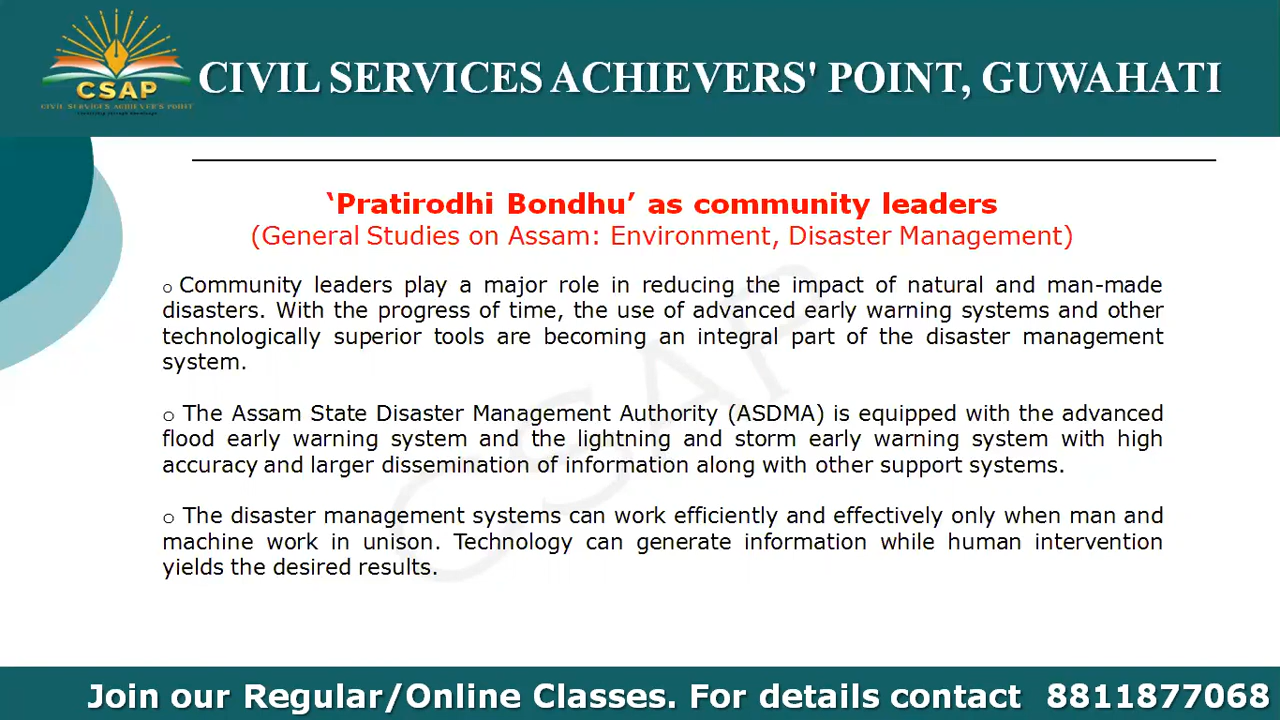 CSAP
CIVIL SERVICES ACHIEVER'S POINT
CIVIL SERVICES ACHIEVERS' POINT, GUWAHATI
‘Pratirodhi Bondhu’ as community leaders
(General Studies on Assam: Environment, Disaster Management)
o Community leaders play a major role in reducing the impact of natural and man-made
disasters. With the progress of time, the use of advanced early warning systems and other
technologically superior tools are becoming an integral part of the disaster management
system.
o The Assam State Disaster Management Authority (ASDMA) is equipped with the advanced
flood early warning system and the lightning and storm early warning system with high
accuracy and larger dissemination of information along with other support systems.
o The disaster management systems can work efficiently and effectively only when man and
machine work in unison. Technology can generate information while human intervention
yields the desired results.
CSAP
Join our Regular/Online Classes. For details contact 8811877068